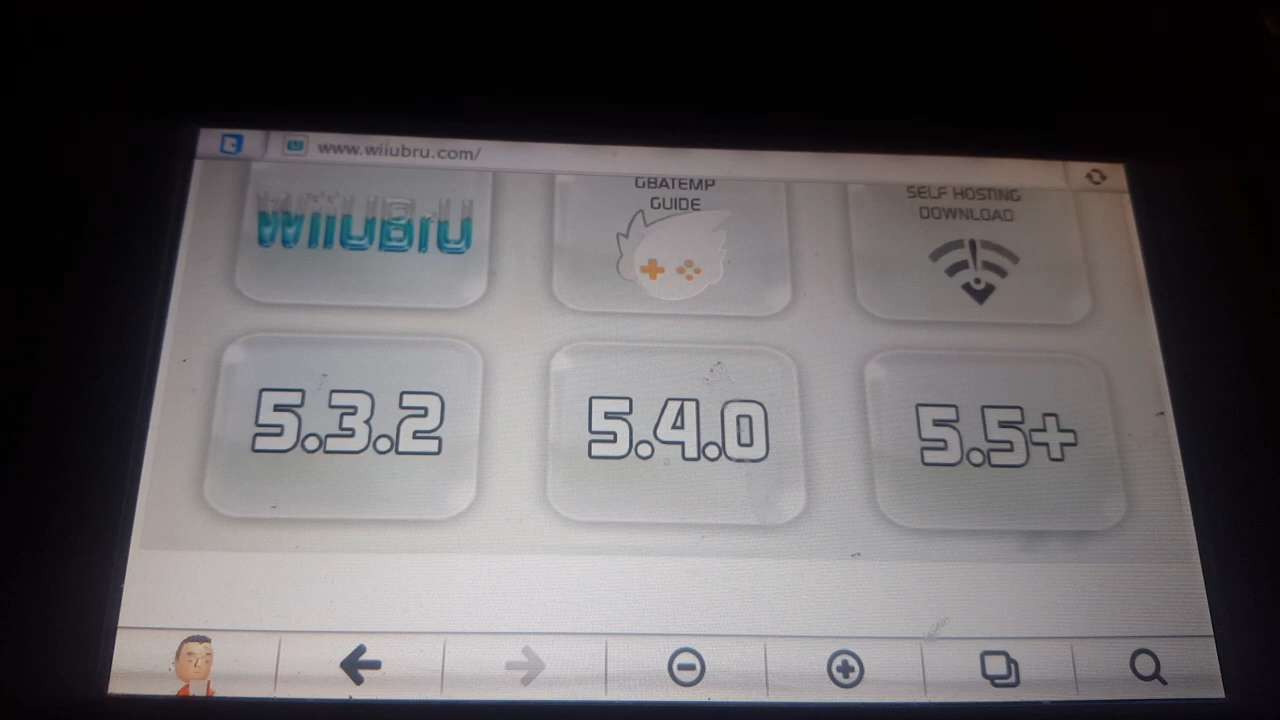 www.wiiubru.com/
WIIUBRU
GBATEMP
GUIDE
SELF HOSTING
DOWNLOAD
5.3.2
5.4.0
5.5+